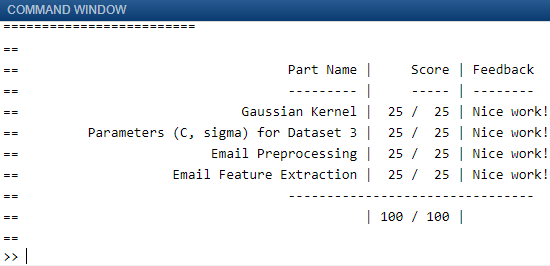 COMMAND WINDOW
=========================
==
== Part Name | Score | Feedback
== --------- | ----- | --------
== Gaussian Kernel | 25 / 25 | Nice work!
== Parameters (C, sigma) for Dataset 3 | 25 / 25 | Nice work!
== Email Preprocessing | 25 / 25 | Nice work!
== Email Feature Extraction | 25 / 25 | Nice work!
== --------------------------------
== | 100 / 100 |
==
>>